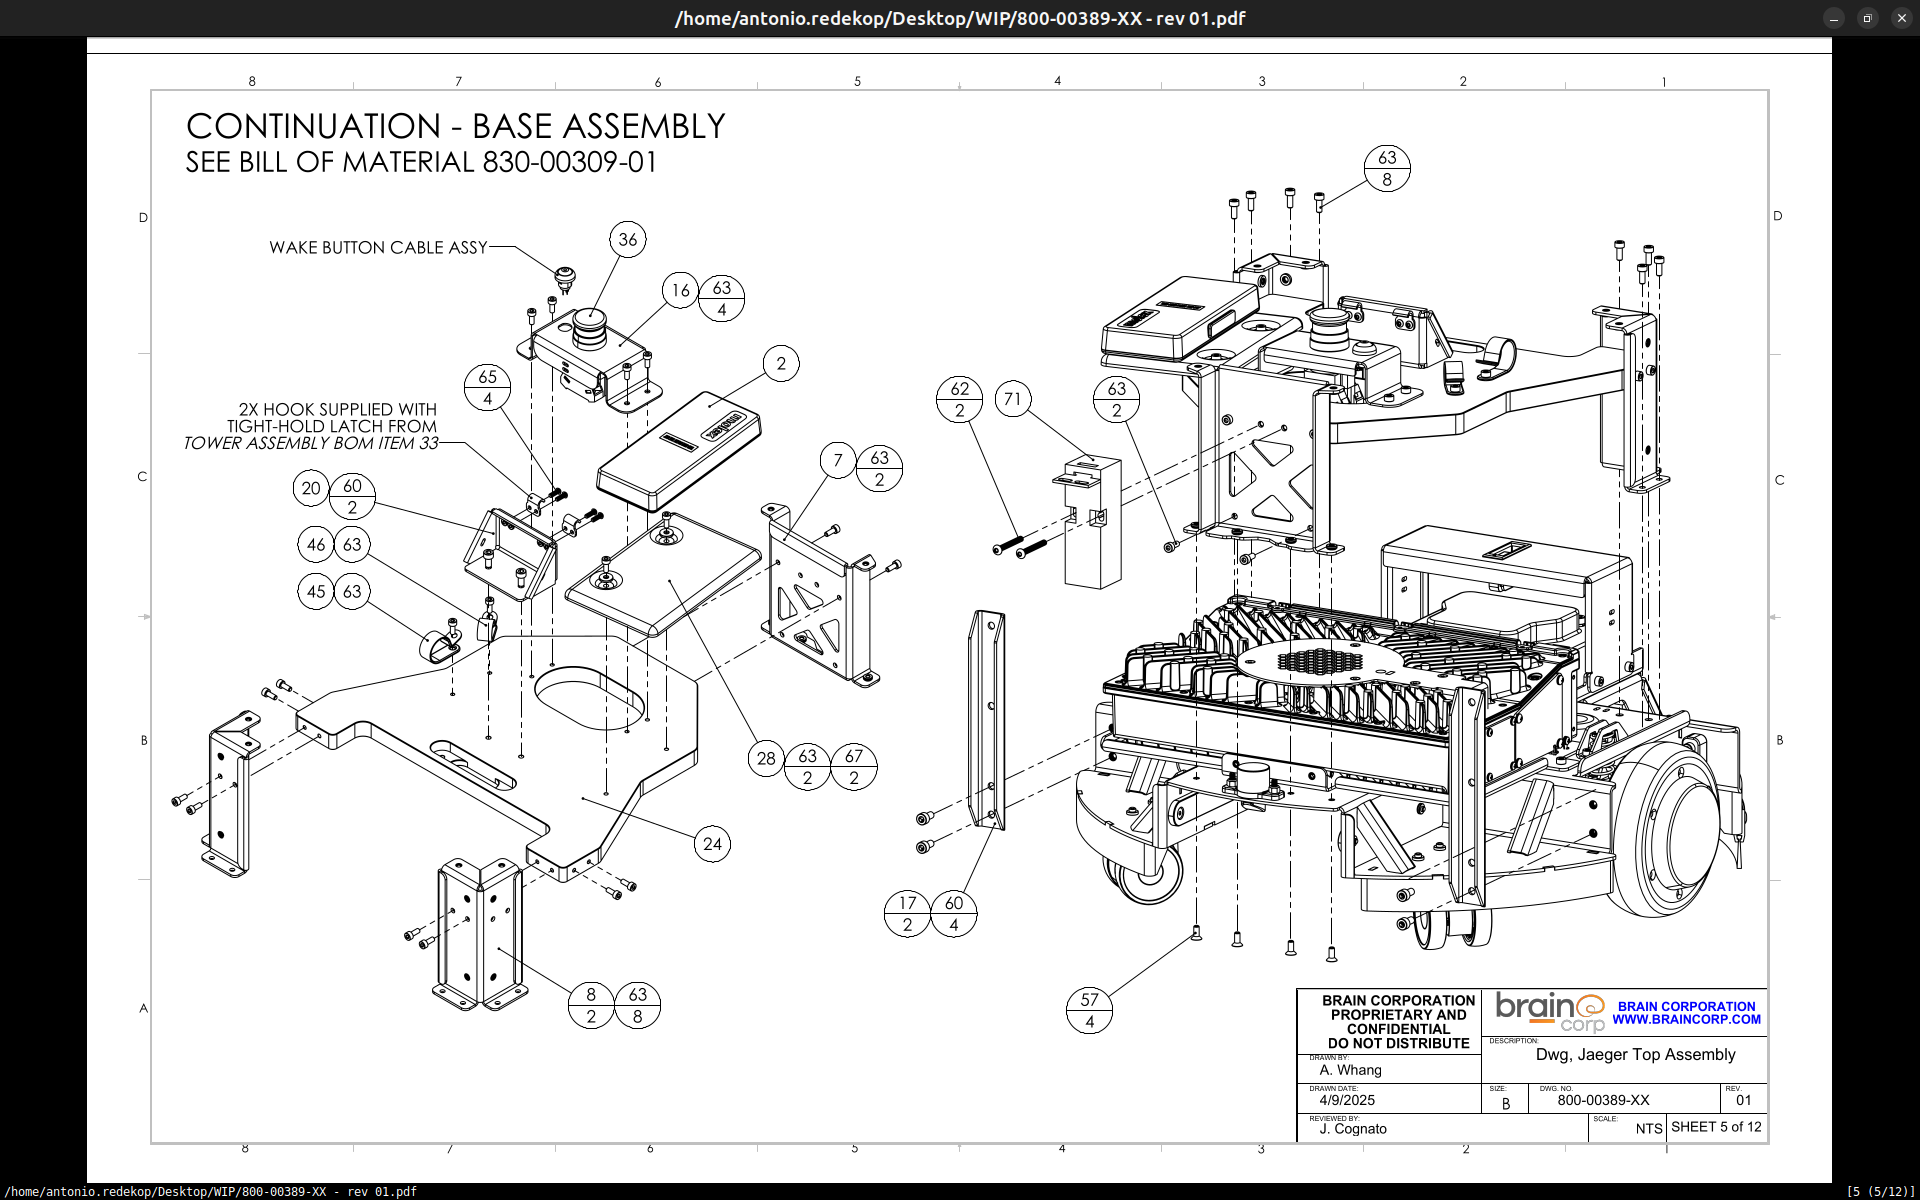 /home/antonio.redekop/Desktop/WIP/800-00389-XX - rev 01.pdf
8 7 6 5 4 3 2 1
CONTINUATION - BASE ASSEMBLY
SEE BILL OF MATERIAL 830-00309-01
63
8
D D
WAKE BUTTON CABLE ASSY
36
16 63
4
2
65
4
62
2
71
63
2
2X HOOK SUPPLIED WITH
TIGHT-HOLD LATCH FROM
TOWER ASSEMBLY BOM ITEM 33
molex
7 63
2
C C
20 60
2
46 63
45 63
B B
28 63 67
2 2
24
17 60
2 4
8 63
2 8
57
4
A
BRAIN CORPORATION
PROPRIETARY AND
CONFIDENTIAL
DO NOT DISTRIBUTE
brain
corp
BRAIN CORPORATION
WWW.BRAINCORP.COM
DESCRIPTION:
Dwg, Jaeger Top Assembly
DRAWN BY:
A. Whang
DRAWN DATE:
4/9/2025
SIZE:
B
DWG. NO.
800-00389-XX
REV.
01
REVIEWED BY:
J. Cognato
SCALE:
NTS
SHEET 5 of 12
8 7 6 5 4 3 2 1
/home/antonio.redekop/Desktop/WIP/800-00389-XX - rev 01.pdf
[5 (5/12)]